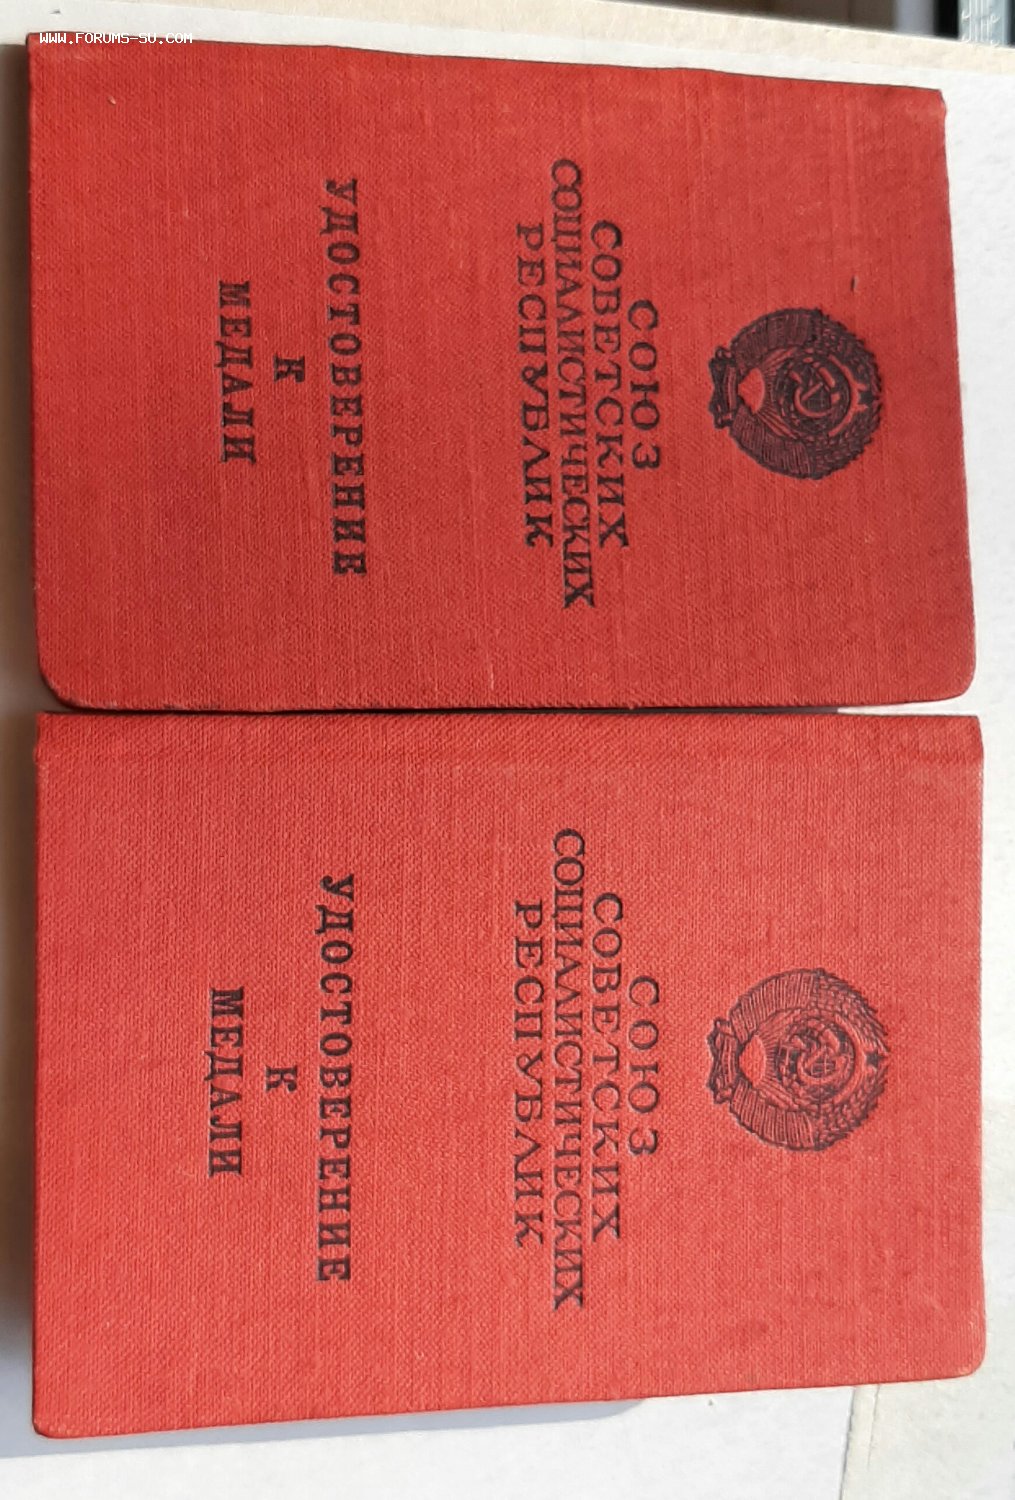 www.forums-su.com
СОЮЗ
СОВЕТСКИХ
СОЦИАЛИСТИЧЕСКИХ
РЕСПУБЛИК
УДОСТОВЕРЕНИЕ
К
МЕДАЛИ
СОЮЗ
СОВЕТСКИХ
СОЦИАЛИСТИЧЕСКИХ
РЕСПУБЛИК
УДОСТОВЕРЕНИЕ
К
МЕДАЛИ